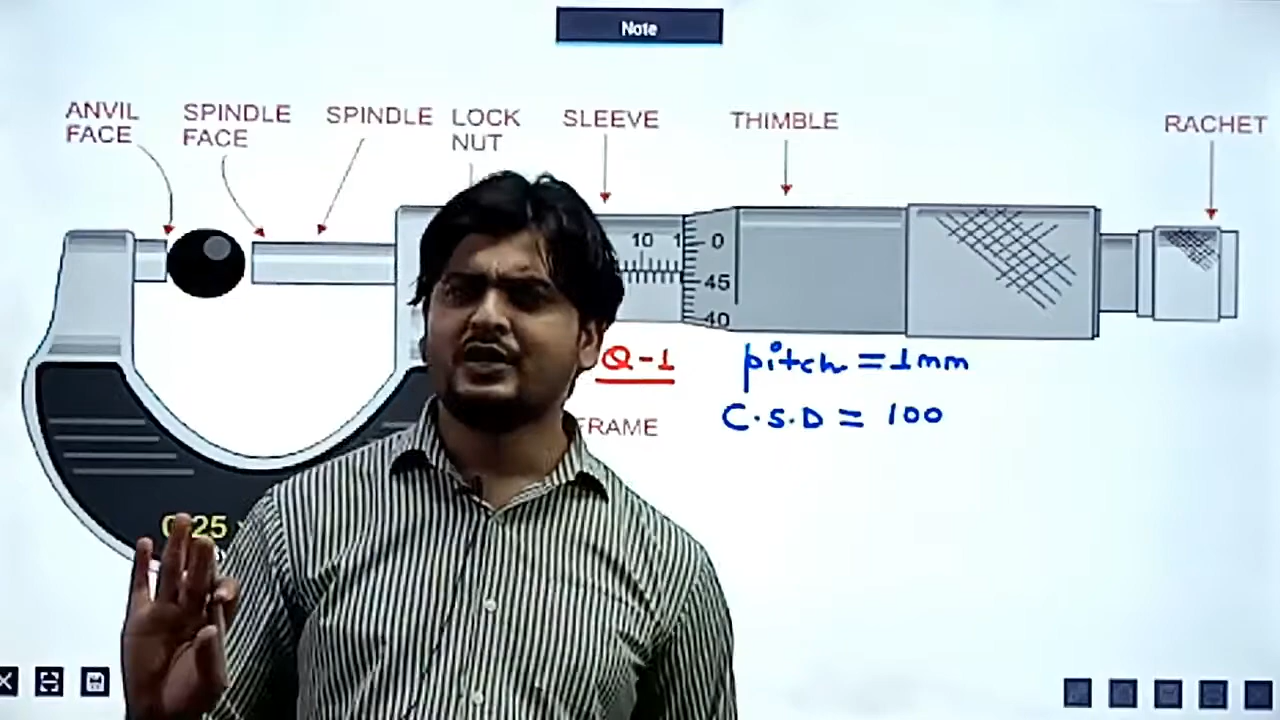 Note
ANVIL FACE
SPINDLE FACE
SPINDLE
LOCK NUT
SLEEVE
THIMBLE
RACHET
10
0
45
40
Q-1
pitch = 1mm
C.S.D = 100
FRAME
25